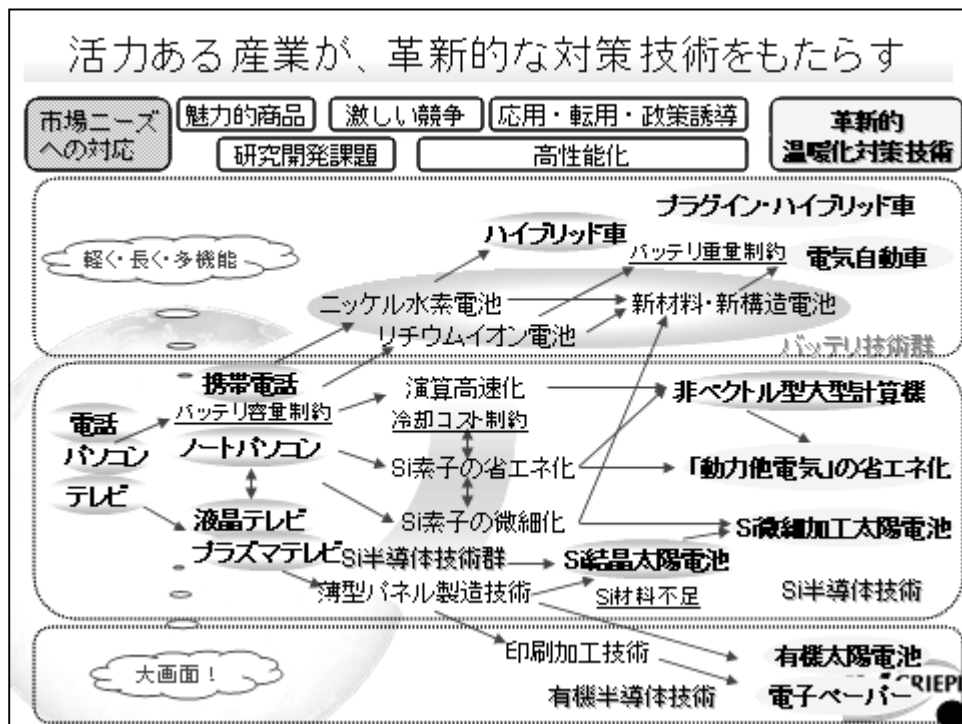 活力ある産業が、革新的な対策技術をもたらす
市場ニーズ
への対応
魅力的商品
激しい競争
応用・転用・政策誘導
研究開発課題
高性能化
革新的
温暖化対策技術
プラグイン・ハイブリッド車
ハイブリッド車
軽く・長く・多機能
バッテリ重量制約
電気自動車
ニッケル水素電池
新材料・新構造電池
リチウムイオン電池
バッテリ技術群
携帯電話
演算高速化
非ベクトル型大型計算機
バッテリ容量制約
冷却コスト制約
電話
パソコン
ノートパソコン
Si素子の省エネ化
「動力他電気」の省エネ化
テレビ
液晶テレビ
Si素子の微細化
Si微細加工太陽電池
プラズマテレビ
Si半導体技術群
Si結晶太陽電池
薄型パネル製造技術
Si材料不足
Si半導体技術
印刷加工技術
有機太陽電池
大画面！
有機半導体技術
電子ペーパー
CRIEPI